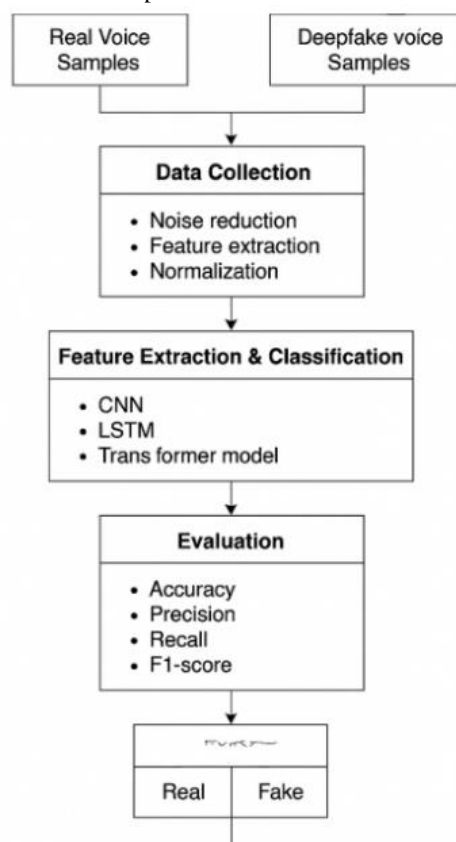 Real Voice
Samples
Deepfake voice
Samples
Data Collection
• Noise reduction
• Feature extraction
• Normalization
Feature Extraction & Classification
• CNN
• LSTM
• Trans former model
Evaluation
• Accuracy
• Precision
• Recall
• F1-score
Real
Fake